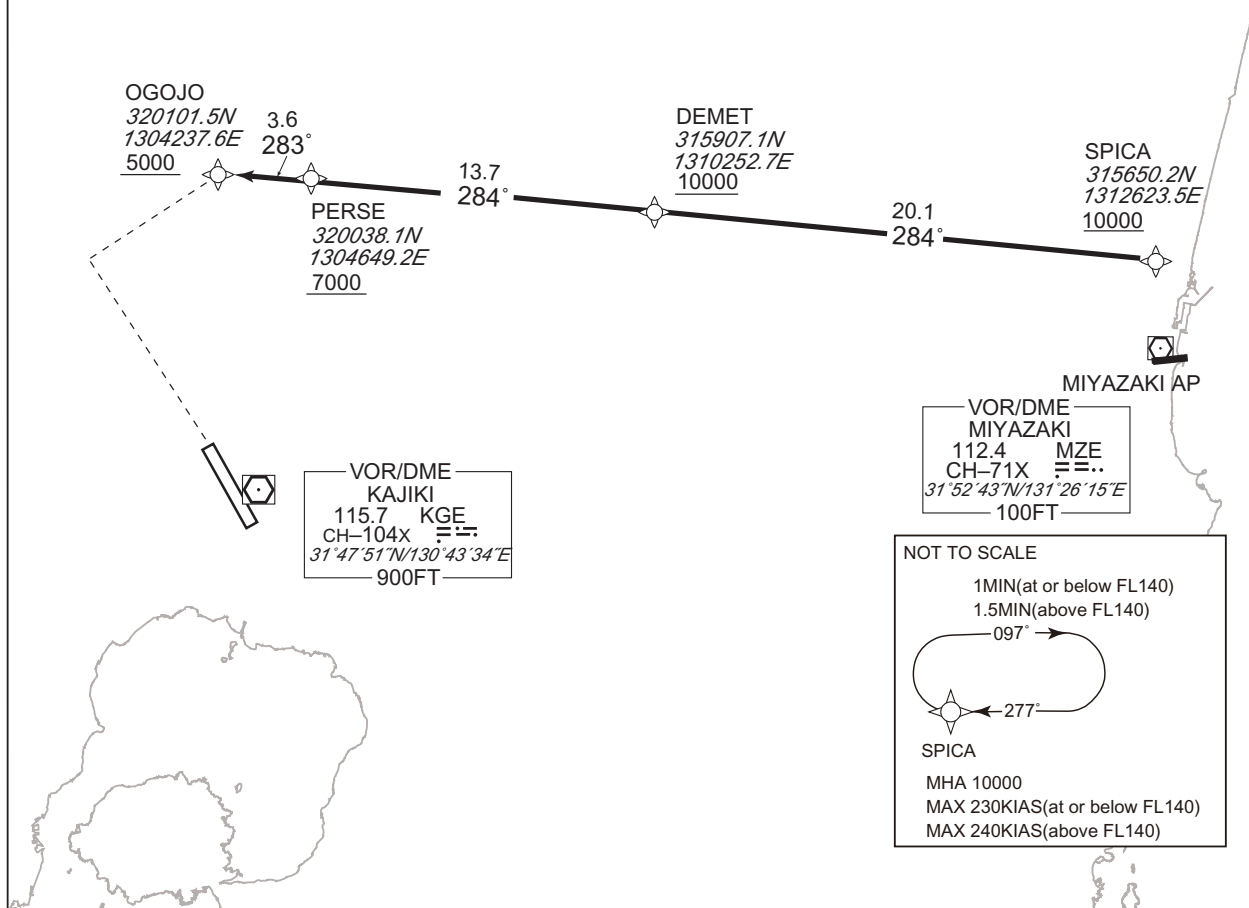 OGOJO
320101.5N
1304237.6E
5000
3.6
283°
PERSE
320038.1N
1304649.2E
7000
13.7
284°
DEMET
315907.1N
1310252.7E
10000
20.1
284°
SPICA
315650.2N
1312623.5E
10000
MIYAZAKI AP
VOR/DME
MIYAZAKI
112.4 MZE
CH–71X
31°52´43˝N/131°26´15˝E
100FT
VOR/DME
KAJIKI
115.7 KGE
CH–104X
31°47´51˝N/130°43´34˝E
900FT
NOT TO SCALE
1MIN(at or below FL140)
1.5MIN(above FL140)
097°
277°
SPICA
MHA 10000
MAX 230KIAS(at or below FL140)
MAX 240KIAS(above FL140)